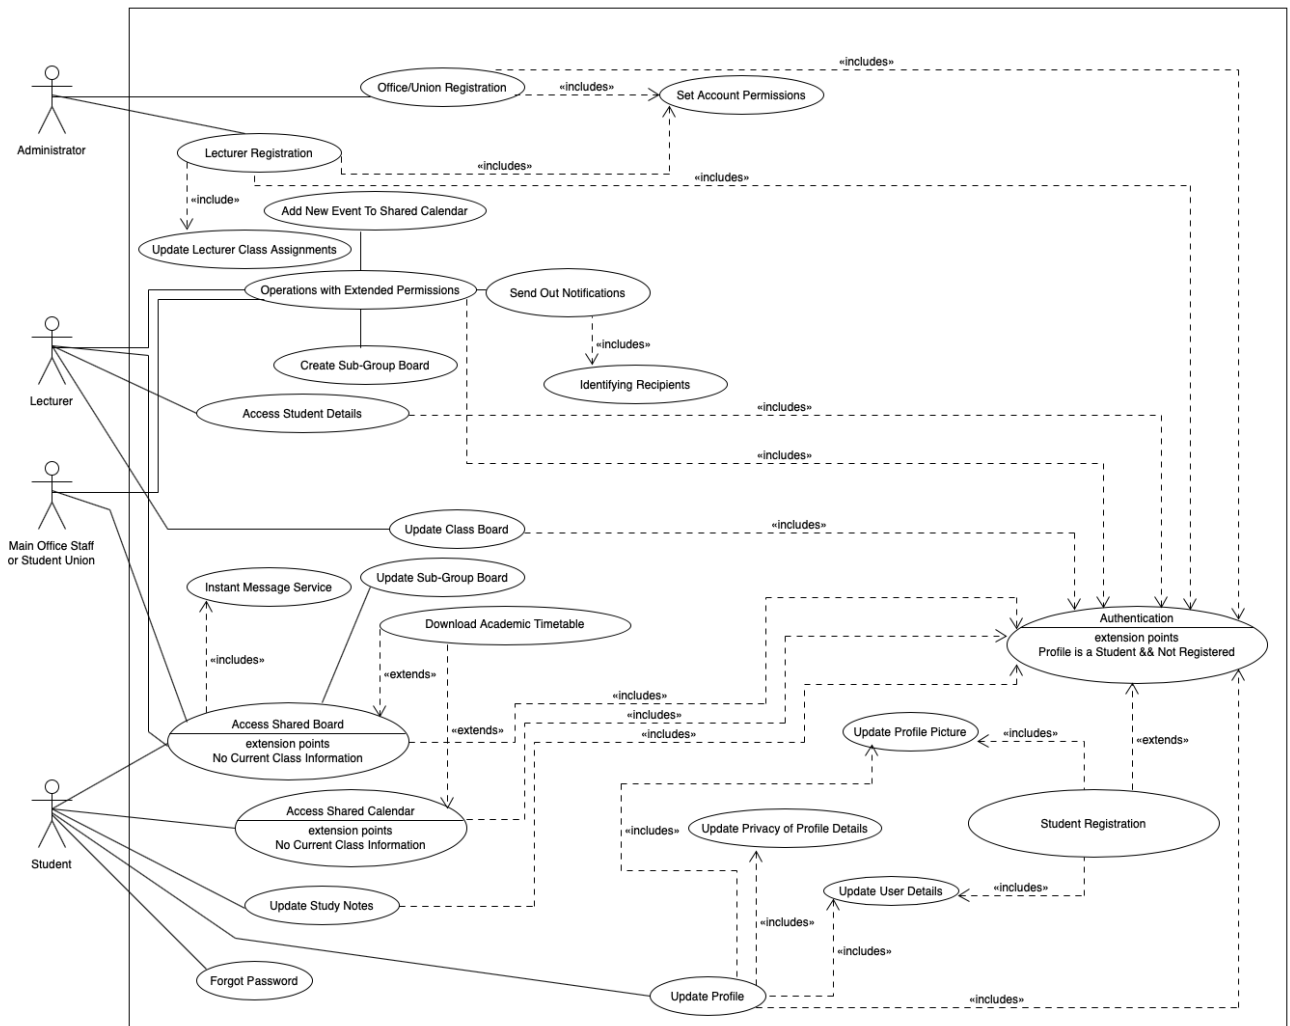 «includes»
Office/Union Registration
«includes»
Set Account Permissions
Administrator
Lecturer Registration
«includes»
«includes»
«include»
Add New Event To Shared Calendar
Update Lecturer Class Assignments
Operations with Extended Permissions
Send Out Notifications
«includes»
Create Sub-Group Board
Identifying Recipients
Lecturer
Access Student Details
«includes»
«includes»
Update Class Board
«includes»
Main Office Staff
or Student Union
Update Sub-Group Board
Instant Message Service
Download Academic Timetable
Authentication
extension points
Profile is a Student && Not Registered
«includes»
«extends»
«includes»
Access Shared Board
«includes»
extension points
No Current Class Information
«extends»
«includes»
Update Profile Picture
«includes»
«extends»
Access Shared Calendar
extension points
No Current Class Information
«includes»
Update Privacy of Profile Details
Student Registration
Student
Update User Details
«includes»
Update Study Notes
«includes»
«includes»
Forgot Password
Update Profile
«includes»